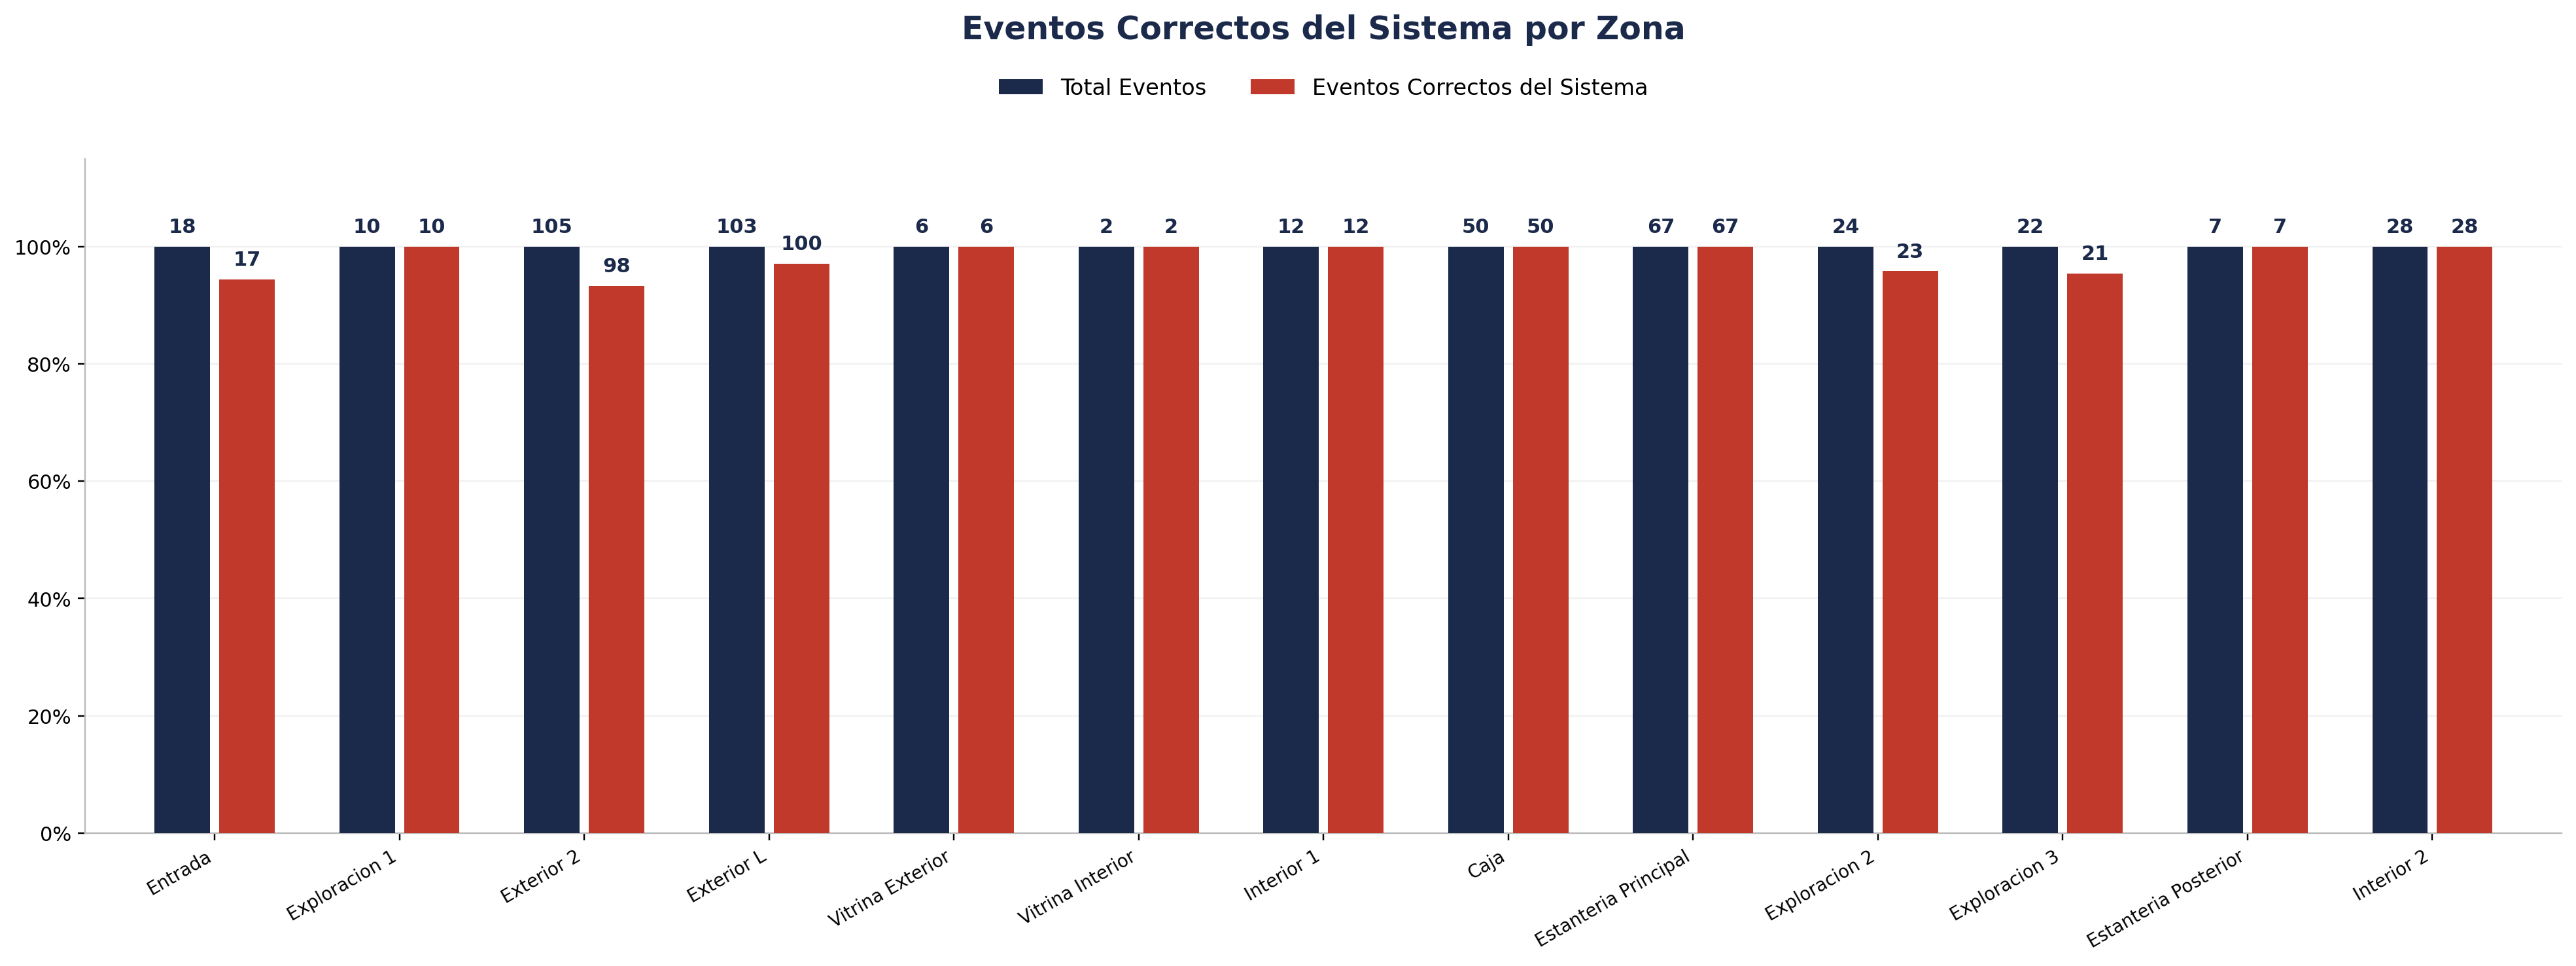 Eventos Correctos del Sistema por Zona
Total Eventos Eventos Correctos del Sistema
18 17 10 10 105 98 103 100 6 6 2 2 12 12 50 50 67 67 24 23 22 21 7 7 28 28
100%
80%
60%
40%
20%
0%
Entrada Exploracion 1 Exterior 2 Exterior L Vitrina Exterior Vitrina Interior Interior 1 Caja Estanteria Principal Exploracion 2 Exploracion 3 Estanteria Posterior Interior 2